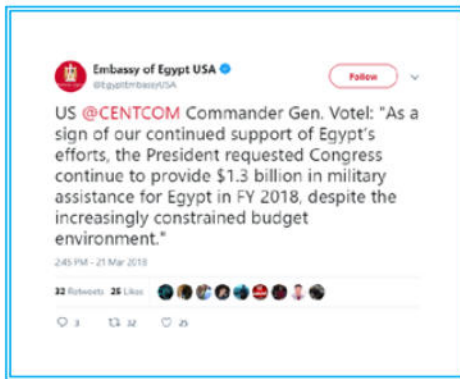 Embassy of Egypt USA
@EgyptEmbassyUSA
Follow
US @CENTCOM Commander Gen. Votel: "As a
sign of our continued support of Egypt's
efforts, the President requested Congress
continue to provide $1.3 billion in military
assistance for Egypt in FY 2018, despite the
increasingly constrained budget
environment."
2:45 PM - 21 Mar 2018
32 Retweets 25 Likes
3 32 25